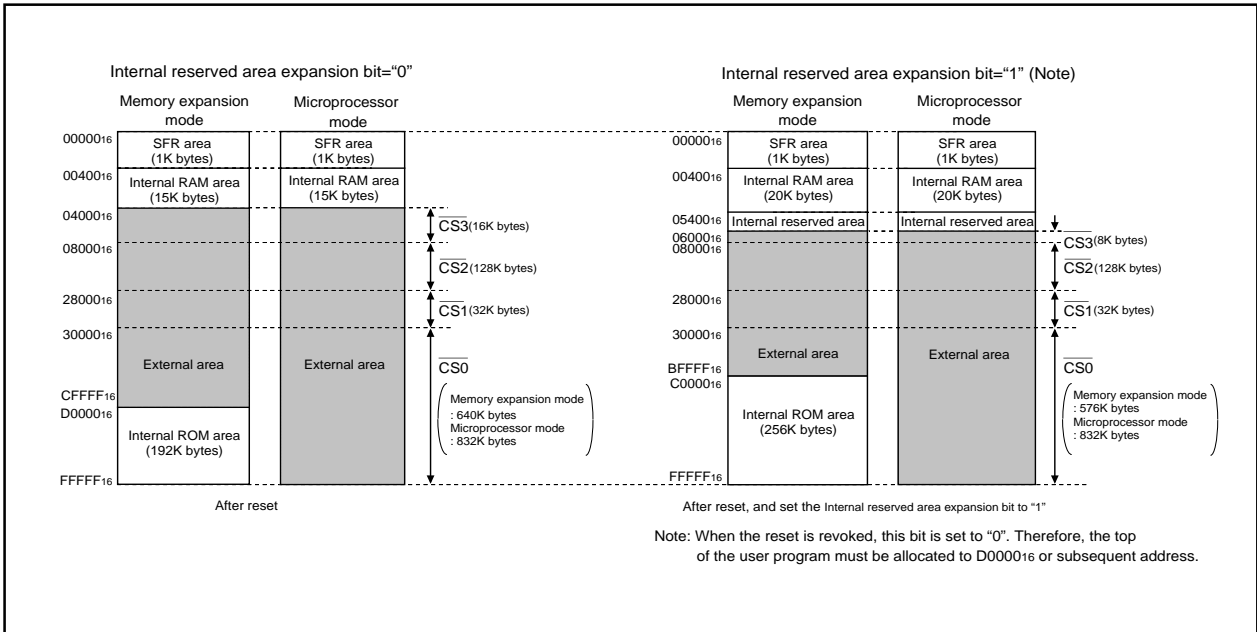 Internal reserved area expansion bit=“0”
Memory expansion
mode
Microprocessor
mode
0000016
SFR area
(1K bytes)
SFR area
(1K bytes)
0040016
Internal RAM area
(15K bytes)
Internal RAM area
(15K bytes)
0400016
CS3(16K bytes)
0800016
CS2(128K bytes)
2800016
CS1(32K bytes)
3000016
External area
External area
CS0
CFFFF16
D000016
Memory expansion mode
: 640K bytes
Microprocessor mode
: 832K bytes
Internal ROM area
(192K bytes)
FFFFF16
After reset
Internal reserved area expansion bit=“1” (Note)
Memory expansion
mode
Microprocessor
mode
0000016
SFR area
(1K bytes)
SFR area
(1K bytes)
0040016
Internal RAM area
(20K bytes)
Internal RAM area
(20K bytes)
0540016
Internal reserved area
Internal reserved area
0600016
CS3(8K bytes)
0800016
CS2(128K bytes)
2800016
CS1(32K bytes)
3000016
External area
External area
CS0
BFFFF16
C000016
Memory expansion mode
: 576K bytes
Microprocessor mode
: 832K bytes
Internal ROM area
(256K bytes)
FFFFF16
After reset, and set the Internal reserved area expansion bit to “1”
Note: When the reset is revoked, this bit is set to “0”. Therefore, the top
of the user program must be allocated to D000016 or subsequent address.